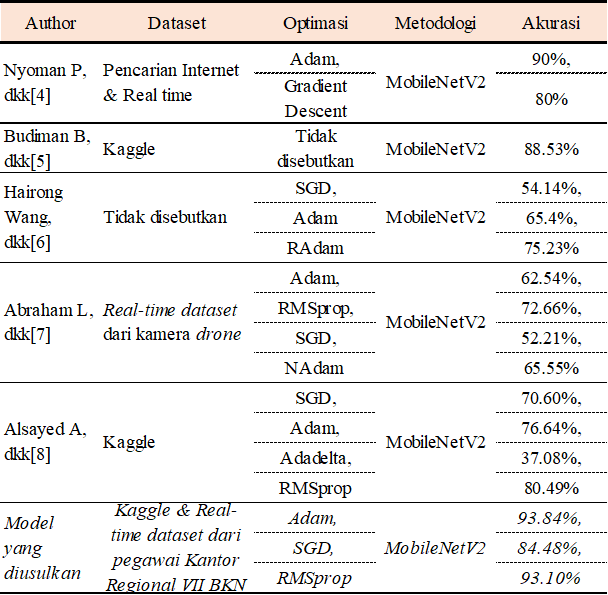 Author Dataset Optimasi Metodologi Akurasi
Nyoman P, dkk[4] Pencarian Internet & Real time Adam, MobileNetV2 90%,
Gradient Descent 80%
Budiman B, dkk[5] Kaggle Tidak disebutkan MobileNetV2 88.53%
Hairong Wang, dkk[6] Tidak disebutkan SGD, MobileNetV2 54.14%,
Adam 65.4%,
RAdam 75.23%
Abraham L, dkk[7] Real-time dataset dari kamera drone Adam, MobileNetV2 62.54%,
RMSprop, 72.66%,
SGD, 52.21%,
NAdam 65.55%
Alsayed A, dkk[8] Kaggle SGD, MobileNetV2 70.60%,
Adam, 76.64%,
Adadelta, 37.08%,
RMSprop 80.49%
Model yang diusulkan Kaggle & Real-time dataset dari pegawai Kantor Regional VII BKN Adam, MobileNetV2 93.84%,
SGD, 84.48%,
RMSprop 93.10%